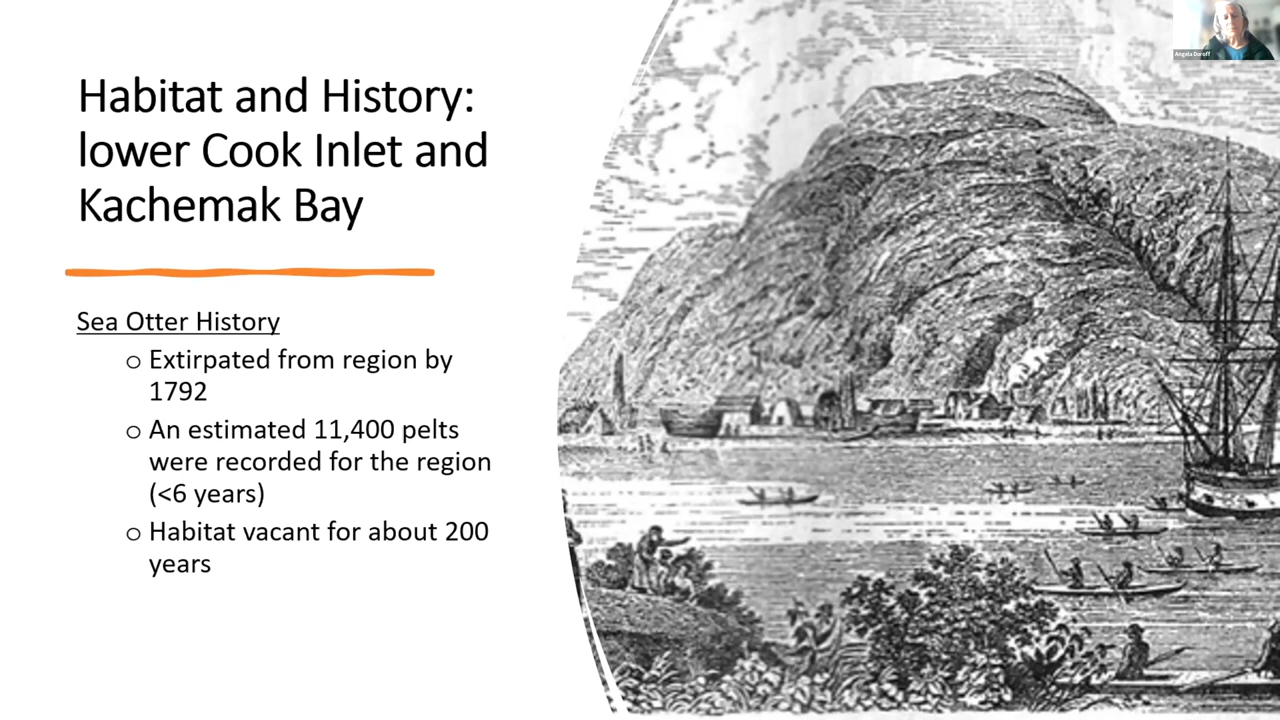 Habitat and History:
lower Cook Inlet and
Kachemak Bay
Sea Otter History
o Extirpated from region by
1792
o An estimated 11,400 pelts
were recorded for the region
(<6 years)
o Habitat vacant for about 200
years
Angela Doroff